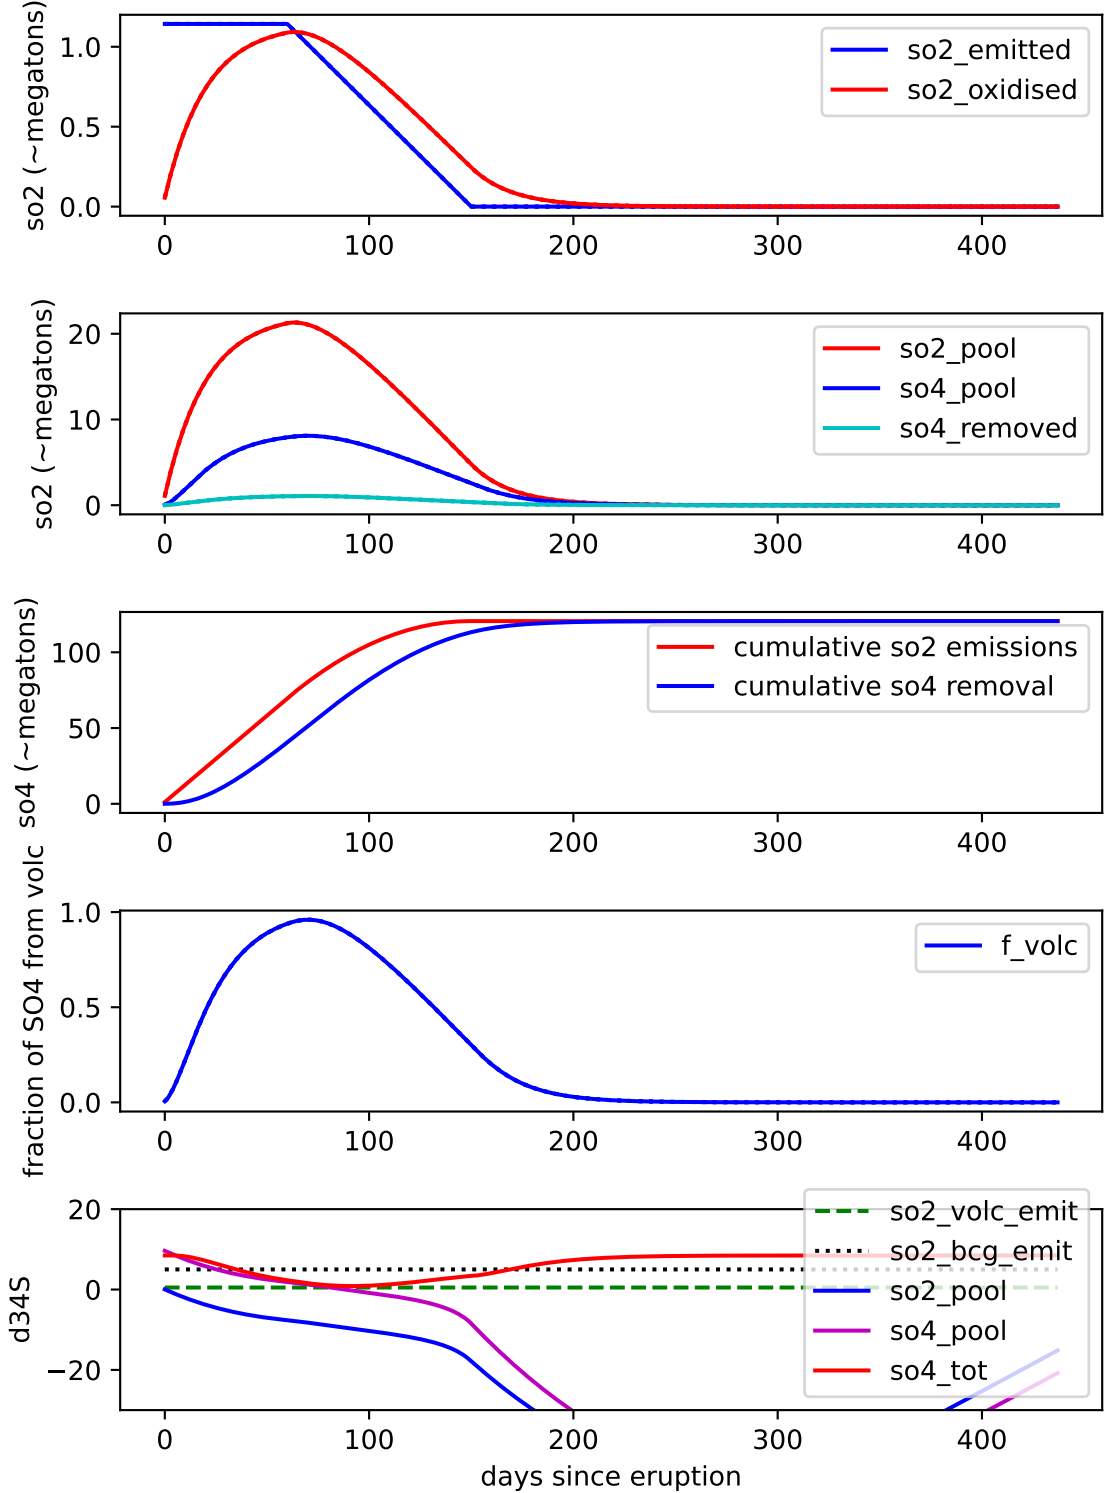 so2 (~megatons)
1.0
0.5
0.0
so2_emitted
so2_oxidised
0 100 200 300 400
so2 (~megatons)
20
10
0
so2_pool
so4_pool
so4_removed
0 100 200 300 400
so4 (~megatons)
100
50
0
cumulative so2 emissions
cumulative so4 removal
0 100 200 300 400
fraction of SO4 from volc
1.0
0.5
0.0
f_volc
0 100 200 300 400
d34S
20
0
−20
so2_volc_emit
so2_bcg_emit
so2_pool
so4_pool
so4_tot
0 100 200 300 400
days since eruption